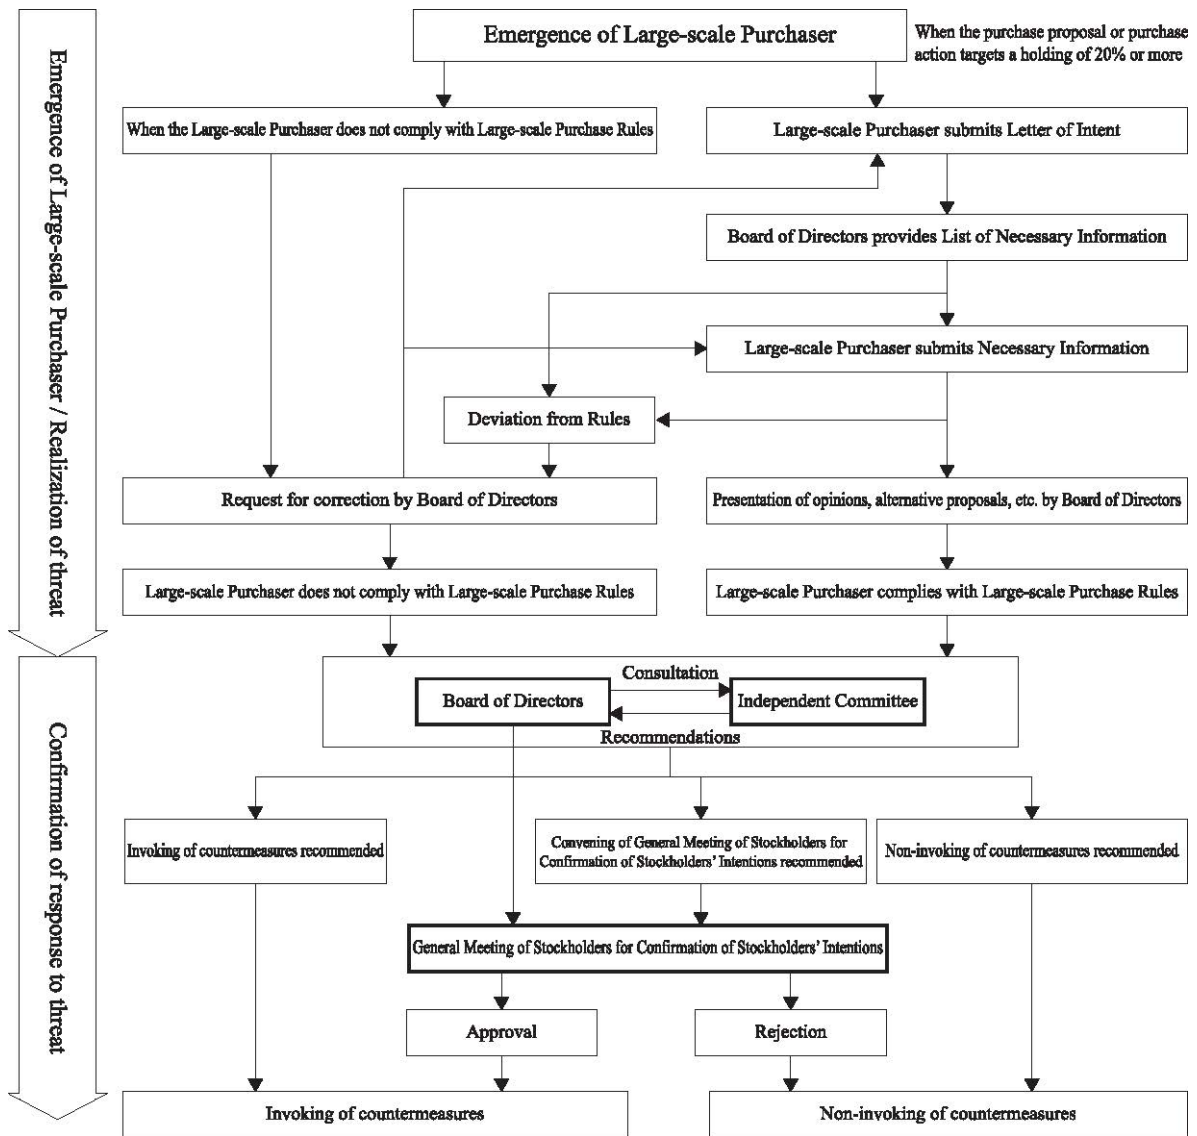 Emergence of Large-scale Purchaser
When the purchase proposal or purchase
action targets a holding of 20% or more
When the Large-scale Purchaser does not comply with Large-scale Purchase Rules
Large-scale Purchaser submits Letter of Intent
Board of Directors provides List of Necessary Information
Large-scale Purchaser submits Necessary Information
Deviation from Rules
Request for correction by Board of Directors
Presentation of opinions, alternative proposals, etc. by Board of Directors
Large-scale Purchaser does not comply with Large-scale Purchase Rules
Large-scale Purchaser complies with Large-scale Purchase Rules
Emergence of Large-scale Purchaser / Realization of threat
Consultation
Board of Directors
Independent Committee
Recommendations
Invoking of countermeasures recommended
Convening of General Meeting of Stockholders for
Confirmation of Stockholders' Intentions recommended
Non-invoking of countermeasures recommended
General Meeting of Stockholders for Confirmation of Stockholders' Intentions
Approval
Rejection
Invoking of countermeasures
Non-invoking of countermeasures
Confirmation of response to threat